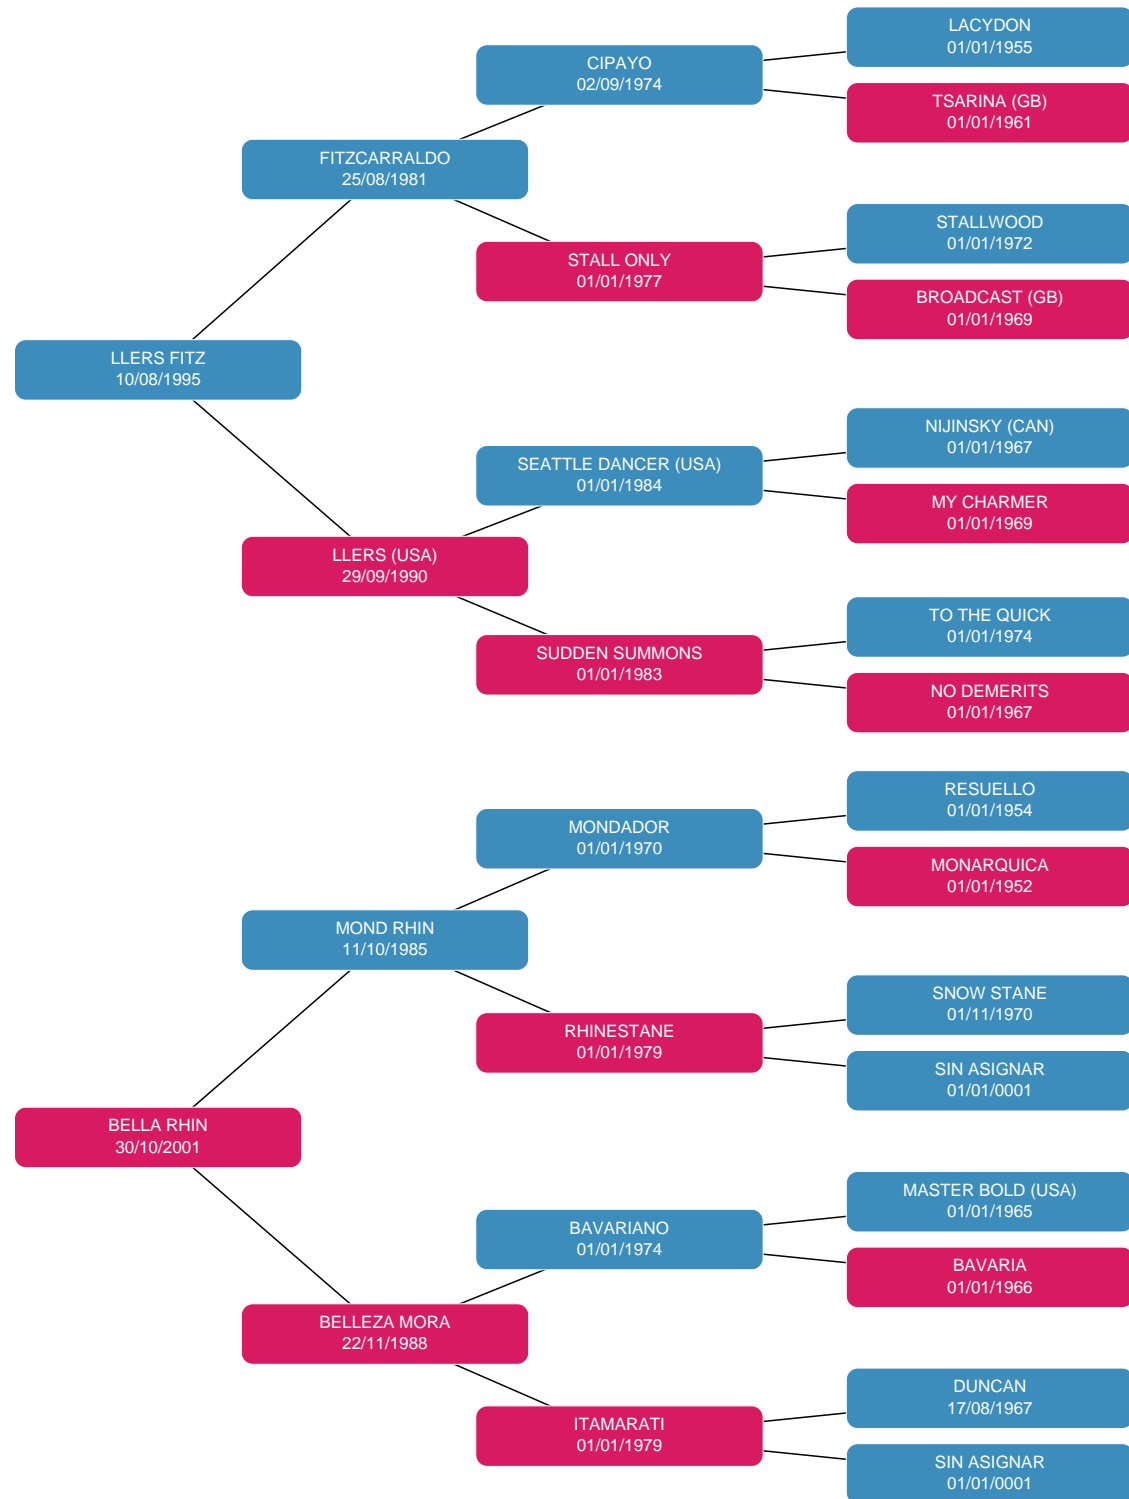 LACYDON
01/01/1955
CIPAYO
02/09/1974
TSARINA (GB)
01/01/1961
FITZCARRALDO
25/08/1981
STALLWOOD
01/01/1972
STALL ONLY
01/01/1977
BROADCAST (GB)
01/01/1969
LLERS FITZ
10/08/1995
NIJINSKY (CAN)
01/01/1967
SEATTLE DANCER (USA)
01/01/1984
MY CHARMER
01/01/1969
LLERS (USA)
29/09/1990
TO THE QUICK
01/01/1974
SUDDEN SUMMONS
01/01/1983
NO DEMERITS
01/01/1967
RESUELLO
01/01/1954
MONDADOR
01/01/1970
MONARQUICA
01/01/1952
MOND RHIN
11/10/1985
SNOW STANE
01/11/1970
RHINESTANE
01/01/1979
SIN ASIGNAR
01/01/0001
BELLA RHIN
30/10/2001
MASTER BOLD (USA)
01/01/1965
BAVARIANO
01/01/1974
BAVARIA
01/01/1966
BELLEZA MORA
22/11/1988
DUNCAN
17/08/1967
ITAMARATI
01/01/1979
SIN ASIGNAR
01/01/0001